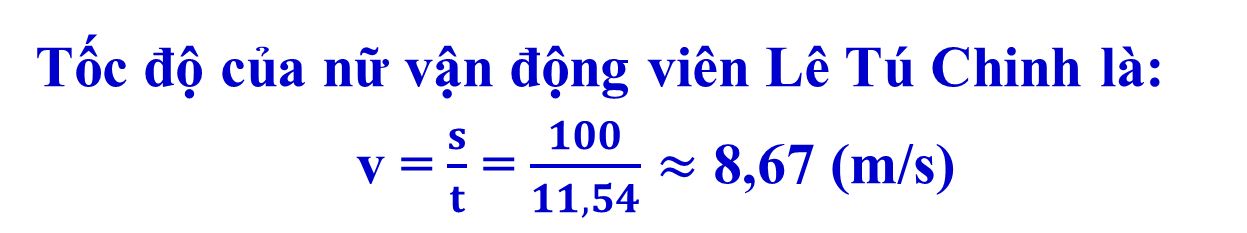 Tốc độ của nữ vận động viên Lê Tú Chinh là:
v = s/t = 100/11,54 ≈ 8,67 (m/s)